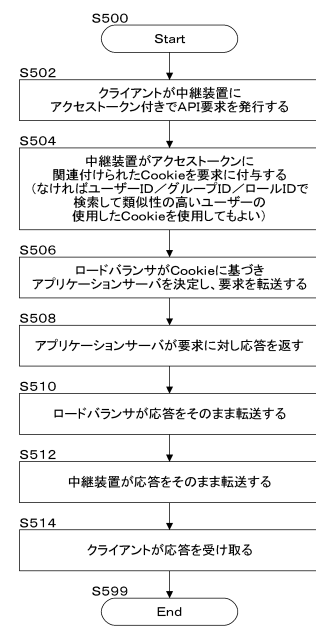 S500
Start
S502
クライアントが中継装置に
アクセストークン付きでAPI要求を発行する
S504
中継装置がアクセストークンに
関連付けられたCookieを要求に付与する
(なければユーザーID/グループID/ロールIDで
検索して類似性の高いユーザーの
使用したCookieを使用してもよい)
S506
ロードバランサがCookieに基づき
アプリケーションサーバを決定し、要求を転送する
S508
アプリケーションサーバが要求に対し応答を返す
S510
ロードバランサが応答をそのまま転送する
S512
中継装置が応答をそのまま転送する
S514
クライアントが応答を受け取る
S599
End